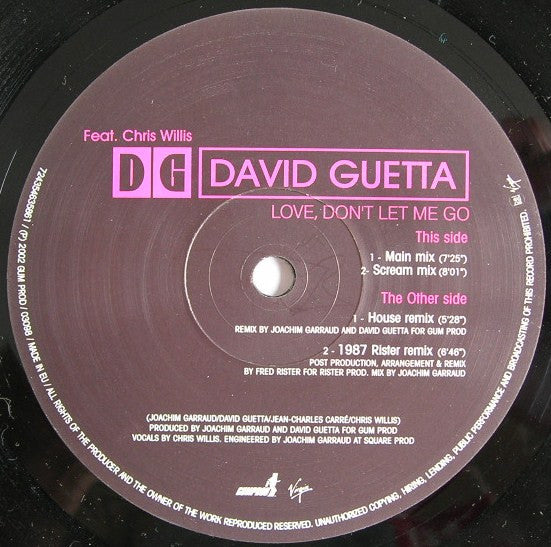 Feat. Chris Willis
DG DAVID GUETTA
LOVE, DON'T LET ME GO
This side
1 - Main mix (7'25")
2- Scream mix (8'01")
The Other side
1 - House remix (5'28")
REMIX BY JOACHIM GARRAUD AND DAVID GUETTA FOR GUM PROD
2 - 1987 Rister remix (6'46")
POST PRODUCTION, ARRANGEMENT & REMIX
BY FRED RISTER FOR RISTER PROD. MIX BY JOACHIM GARRAUD
(JOACHIM GARRAUD/DAVID GUETTA/JEAN-CHARLES CARRÉ/CHRIS WILLIS)
PRODUCED BY JOACHIM GARRAUD AND DAVID GUETTA FOR GUM PROD
VOCALS BY CHRIS WILLIS. ENGINEERED BY JOACHIM GARRAUD AT SQUARE PROD
GUMPROD Virgin
724354635861 / (P) 2002 GUM PROD / 03098 / MADE IN EU / ALL RIGHTS OF THE PRODUCER AND THE OWNER OF THE WORK REPRODUCED RESERVED. UNAUTHORIZED COPYING, HIRING, LENDING, PUBLIC PERFORMANCE AND BROADCASTING OF THIS RECORD PROHIBITED.
Virgin